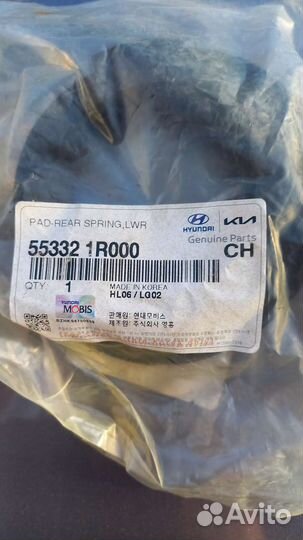 PAD-REAR SPRING,LWR
HYUNDAI
KIA
Genuine Parts
55332 1R000
CH
QTY
1
MADE IN KOREA
HL06 / LG02
HYUNDAI
MOBIS
판매원: 현대모비스
제조원: 주식회사 영흥
Avito